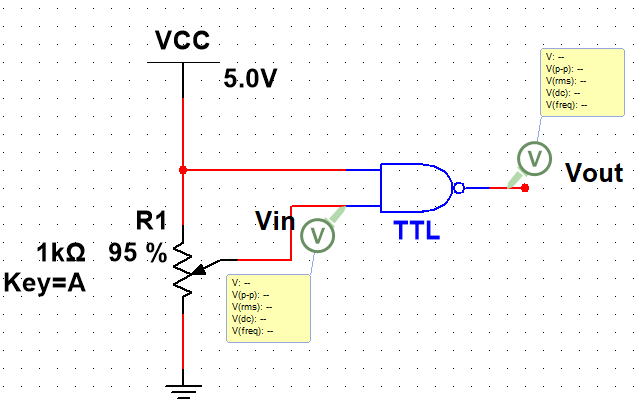 VCC
5.0V
V: --
V(p-p): --
V(rms): --
V(dc): --
V(freq): --
V
Vout
R1
1kΩ 95 %
Key=A
Vin
V
TTL
V: --
V(p-p): --
V(rms): --
V(dc): --
V(freq): --